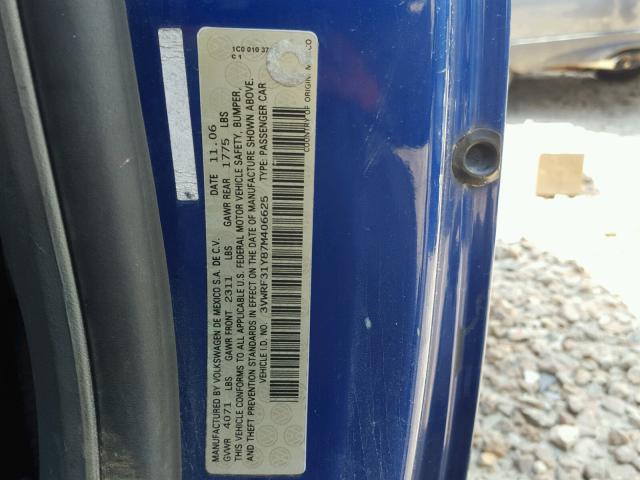 MANUFACTURED BY VOLKSWAGEN DE MEXICO S.A. DE C.V. DATE 11.06
GVWR 4071 LBS GAWR FRONT 2311 LBS GAWR REAR 1775 LBS
THIS VEHICLE CONFORMS TO ALL APPLICABLE U.S. FEDERAL MOTOR VEHICLE SAFETY, BUMPER,
AND THEFT PREVENTION STANDARDS IN EFFECT ON THE DATE OF MANUFACTURE SHOWN ABOVE.
VEHICLE I.D. NO. 3VWRF31Y87M406625 TYPE: PASSENGER CAR
1C0 010 37
C 1
COUNTRY OF ORIGIN: